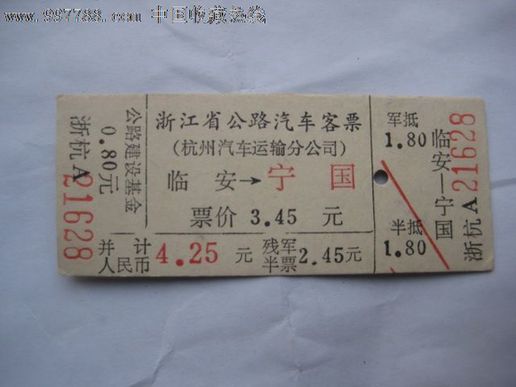 www.997788.com 中国收藏热线
浙杭A 21628
公路建设基金
0.80元
浙江省公路汽车客票
(杭州汽车运输分公司)
临安→宁国
票价 3.45 元
并计
人民币 4.25 元
残军
半票 2.45元
军抵
1.80
半抵
1.80
临安—宁国
浙杭A 21628